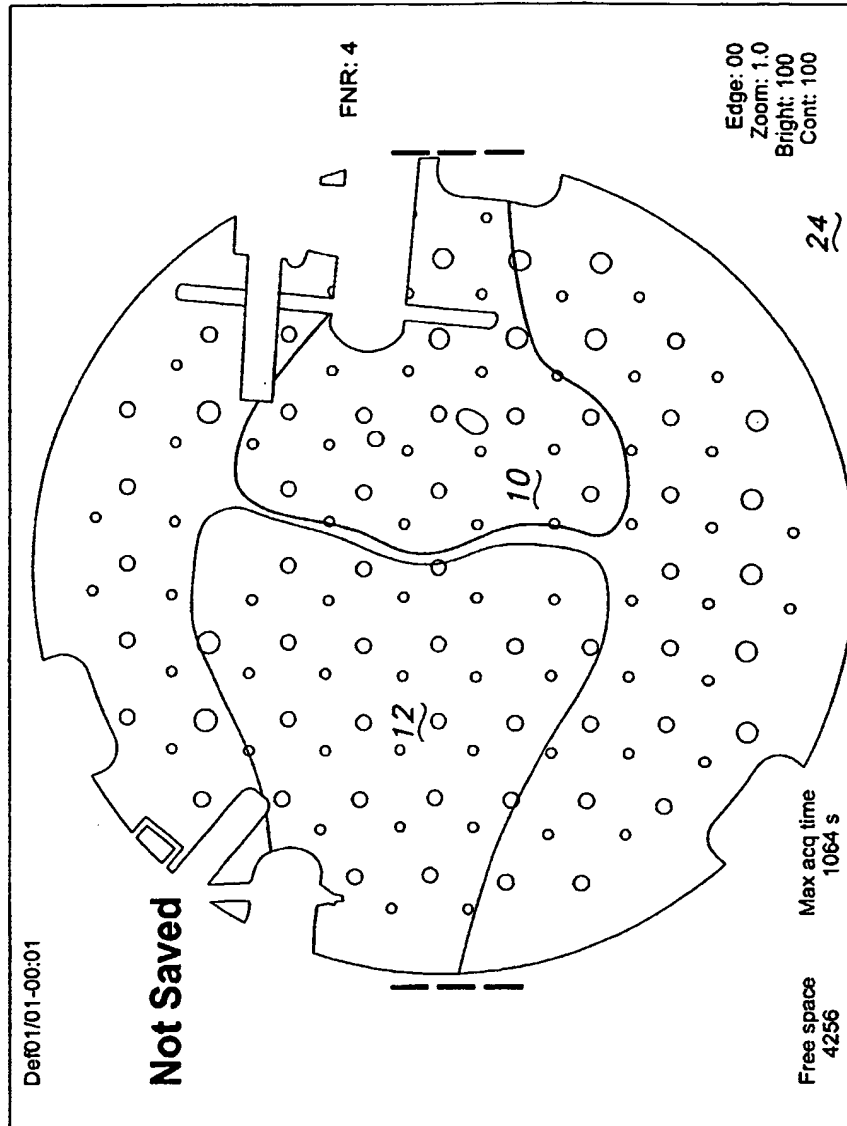 Def01/01-00:01
Not Saved
FNR: 4
12
10
Free space
4256
Max acq time
1064 s
24
Edge: 00
Zoom: 1.0
Bright: 100
Cont: 100